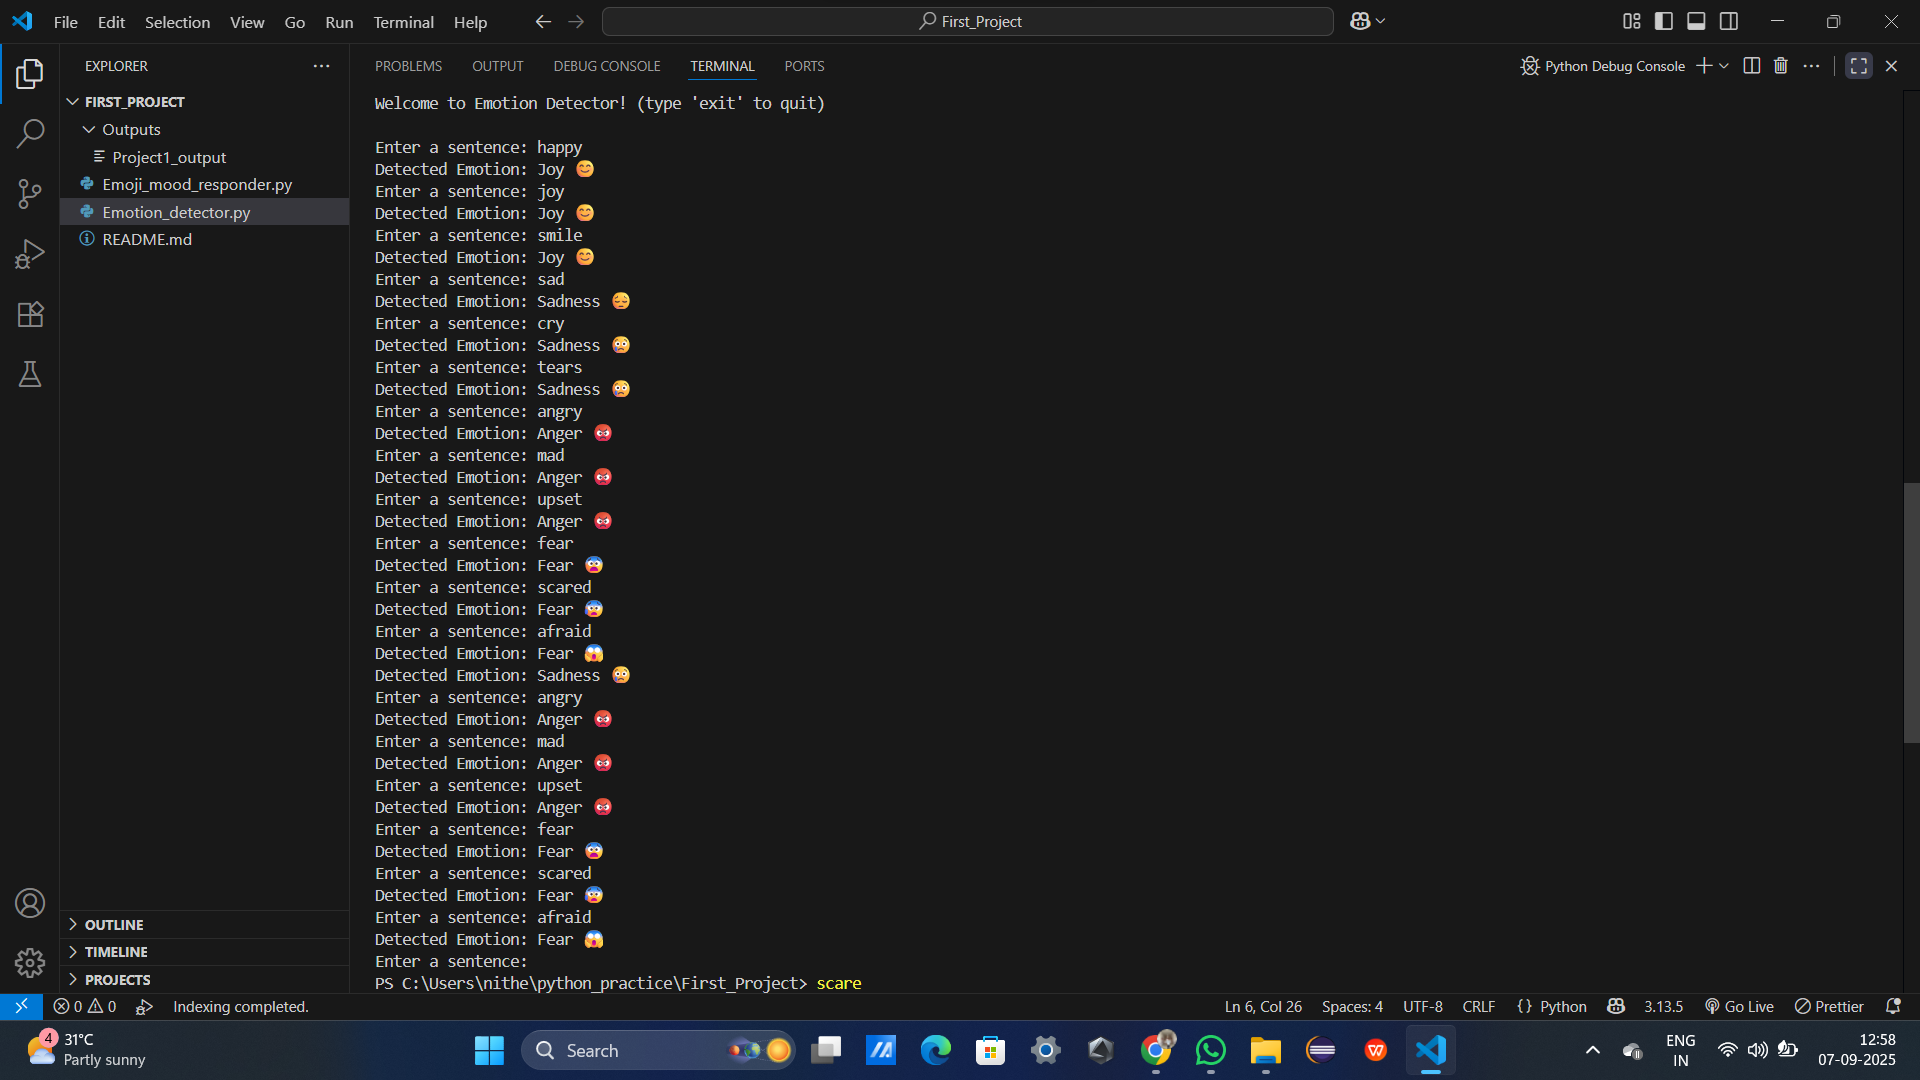 File Edit Selection View Go Run Terminal Help
First_Project
EXPLORER
FIRST_PROJECT
Outputs
Project1_output
Emoji_mood_responder.py
Emotion_detector.py
README.md
OUTLINE
TIMELINE
PROJECTS
PROBLEMS OUTPUT DEBUG CONSOLE TERMINAL PORTS
Python Debug Console
Welcome to Emotion Detector! (type 'exit' to quit)
Enter a sentence: happy
Detected Emotion: Joy 😊
Enter a sentence: joy
Detected Emotion: Joy 😊
Enter a sentence: smile
Detected Emotion: Joy 😊
Enter a sentence: sad
Detected Emotion: Sadness 😥
Enter a sentence: cry
Detected Emotion: Sadness 😢
Enter a sentence: tears
Detected Emotion: Sadness 😢
Enter a sentence: angry
Detected Emotion: Anger 😡
Enter a sentence: mad
Detected Emotion: Anger 😡
Enter a sentence: upset
Detected Emotion: Anger 😡
Enter a sentence: fear
Detected Emotion: Fear 😨
Enter a sentence: scared
Detected Emotion: Fear 😰
Enter a sentence: afraid
Detected Emotion: Fear 😱
Detected Emotion: Sadness 😢
Enter a sentence: angry
Detected Emotion: Anger 😡
Enter a sentence: mad
Detected Emotion: Anger 😡
Enter a sentence: upset
Detected Emotion: Anger 😡
Enter a sentence: fear
Detected Emotion: Fear 😨
Enter a sentence: scared
Detected Emotion: Fear 😰
Enter a sentence: afraid
Detected Emotion: Fear 😱
Enter a sentence:
PS C:\Users\nithe\python_practice\First_Project> scare
0 0 Indexing completed. Ln 6, Col 26 Spaces: 4 UTF-8 CRLF {} Python 3.13.5 Go Live Prettier
4
31°C
Partly sunny
Search
W
ENG
IN
12:58
07-09-2025